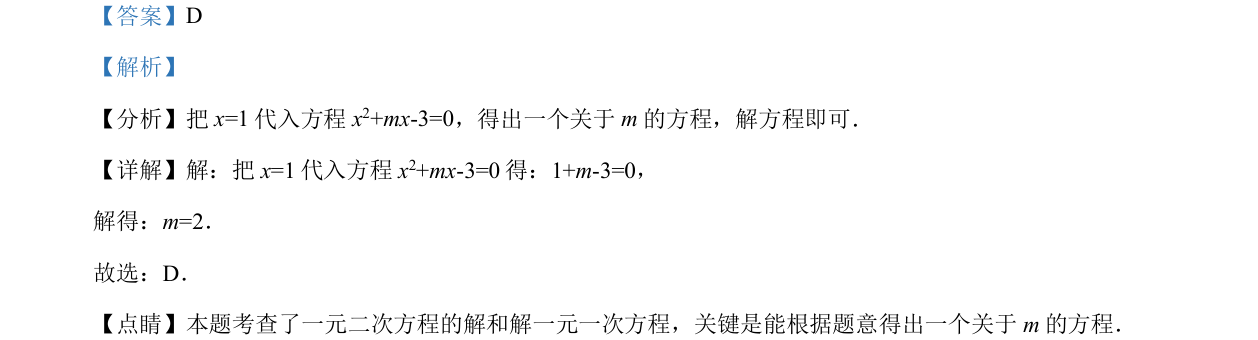 【答案】D
【解析】
【分析】把 x=1 代入方程 x²+mx-3=0，得出一个关于 m 的方程，解方程即可．
【详解】解：把 x=1 代入方程 x²+mx-3=0 得：1+m-3=0，
解得：m=2．
故选：D．
【点睛】本题考查了一元二次方程的解和解一元一次方程，关键是能根据题意得出一个关于 m 的方程．